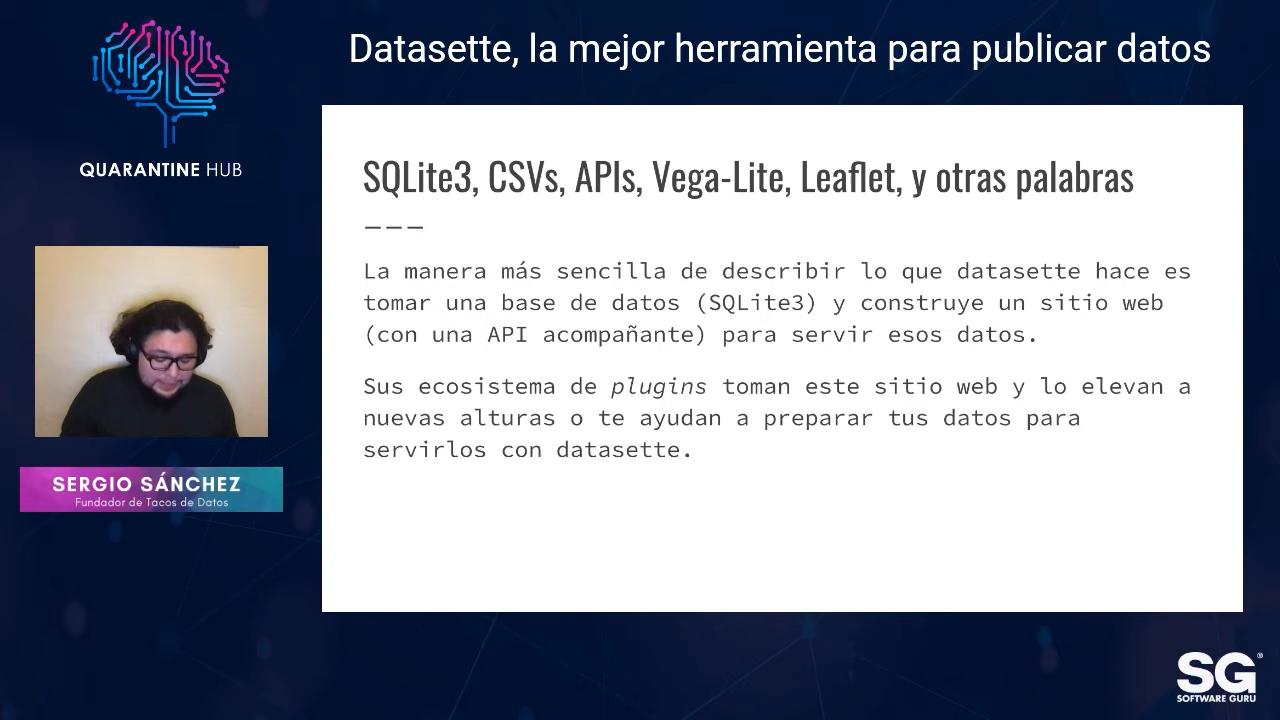 Datasette, la mejor herramienta para publicar datos
QUARANTINE HUB
SQLite3, CSVs, APIs, Vega-Lite, Leaflet, y otras palabras
———
La manera más sencilla de describir lo que datasette hace es
tomar una base de datos (SQLite3) y construye un sitio web
(con una API acompañante) para servir esos datos.
Sus ecosistema de plugins toman este sitio web y lo elevan a
nuevas alturas o te ayudan a preparar tus datos para
servirlos con datasette.
SERGIO SÁNCHEZ
Fundador de Tacos de Datos
SG®
SOFTWARE GURU